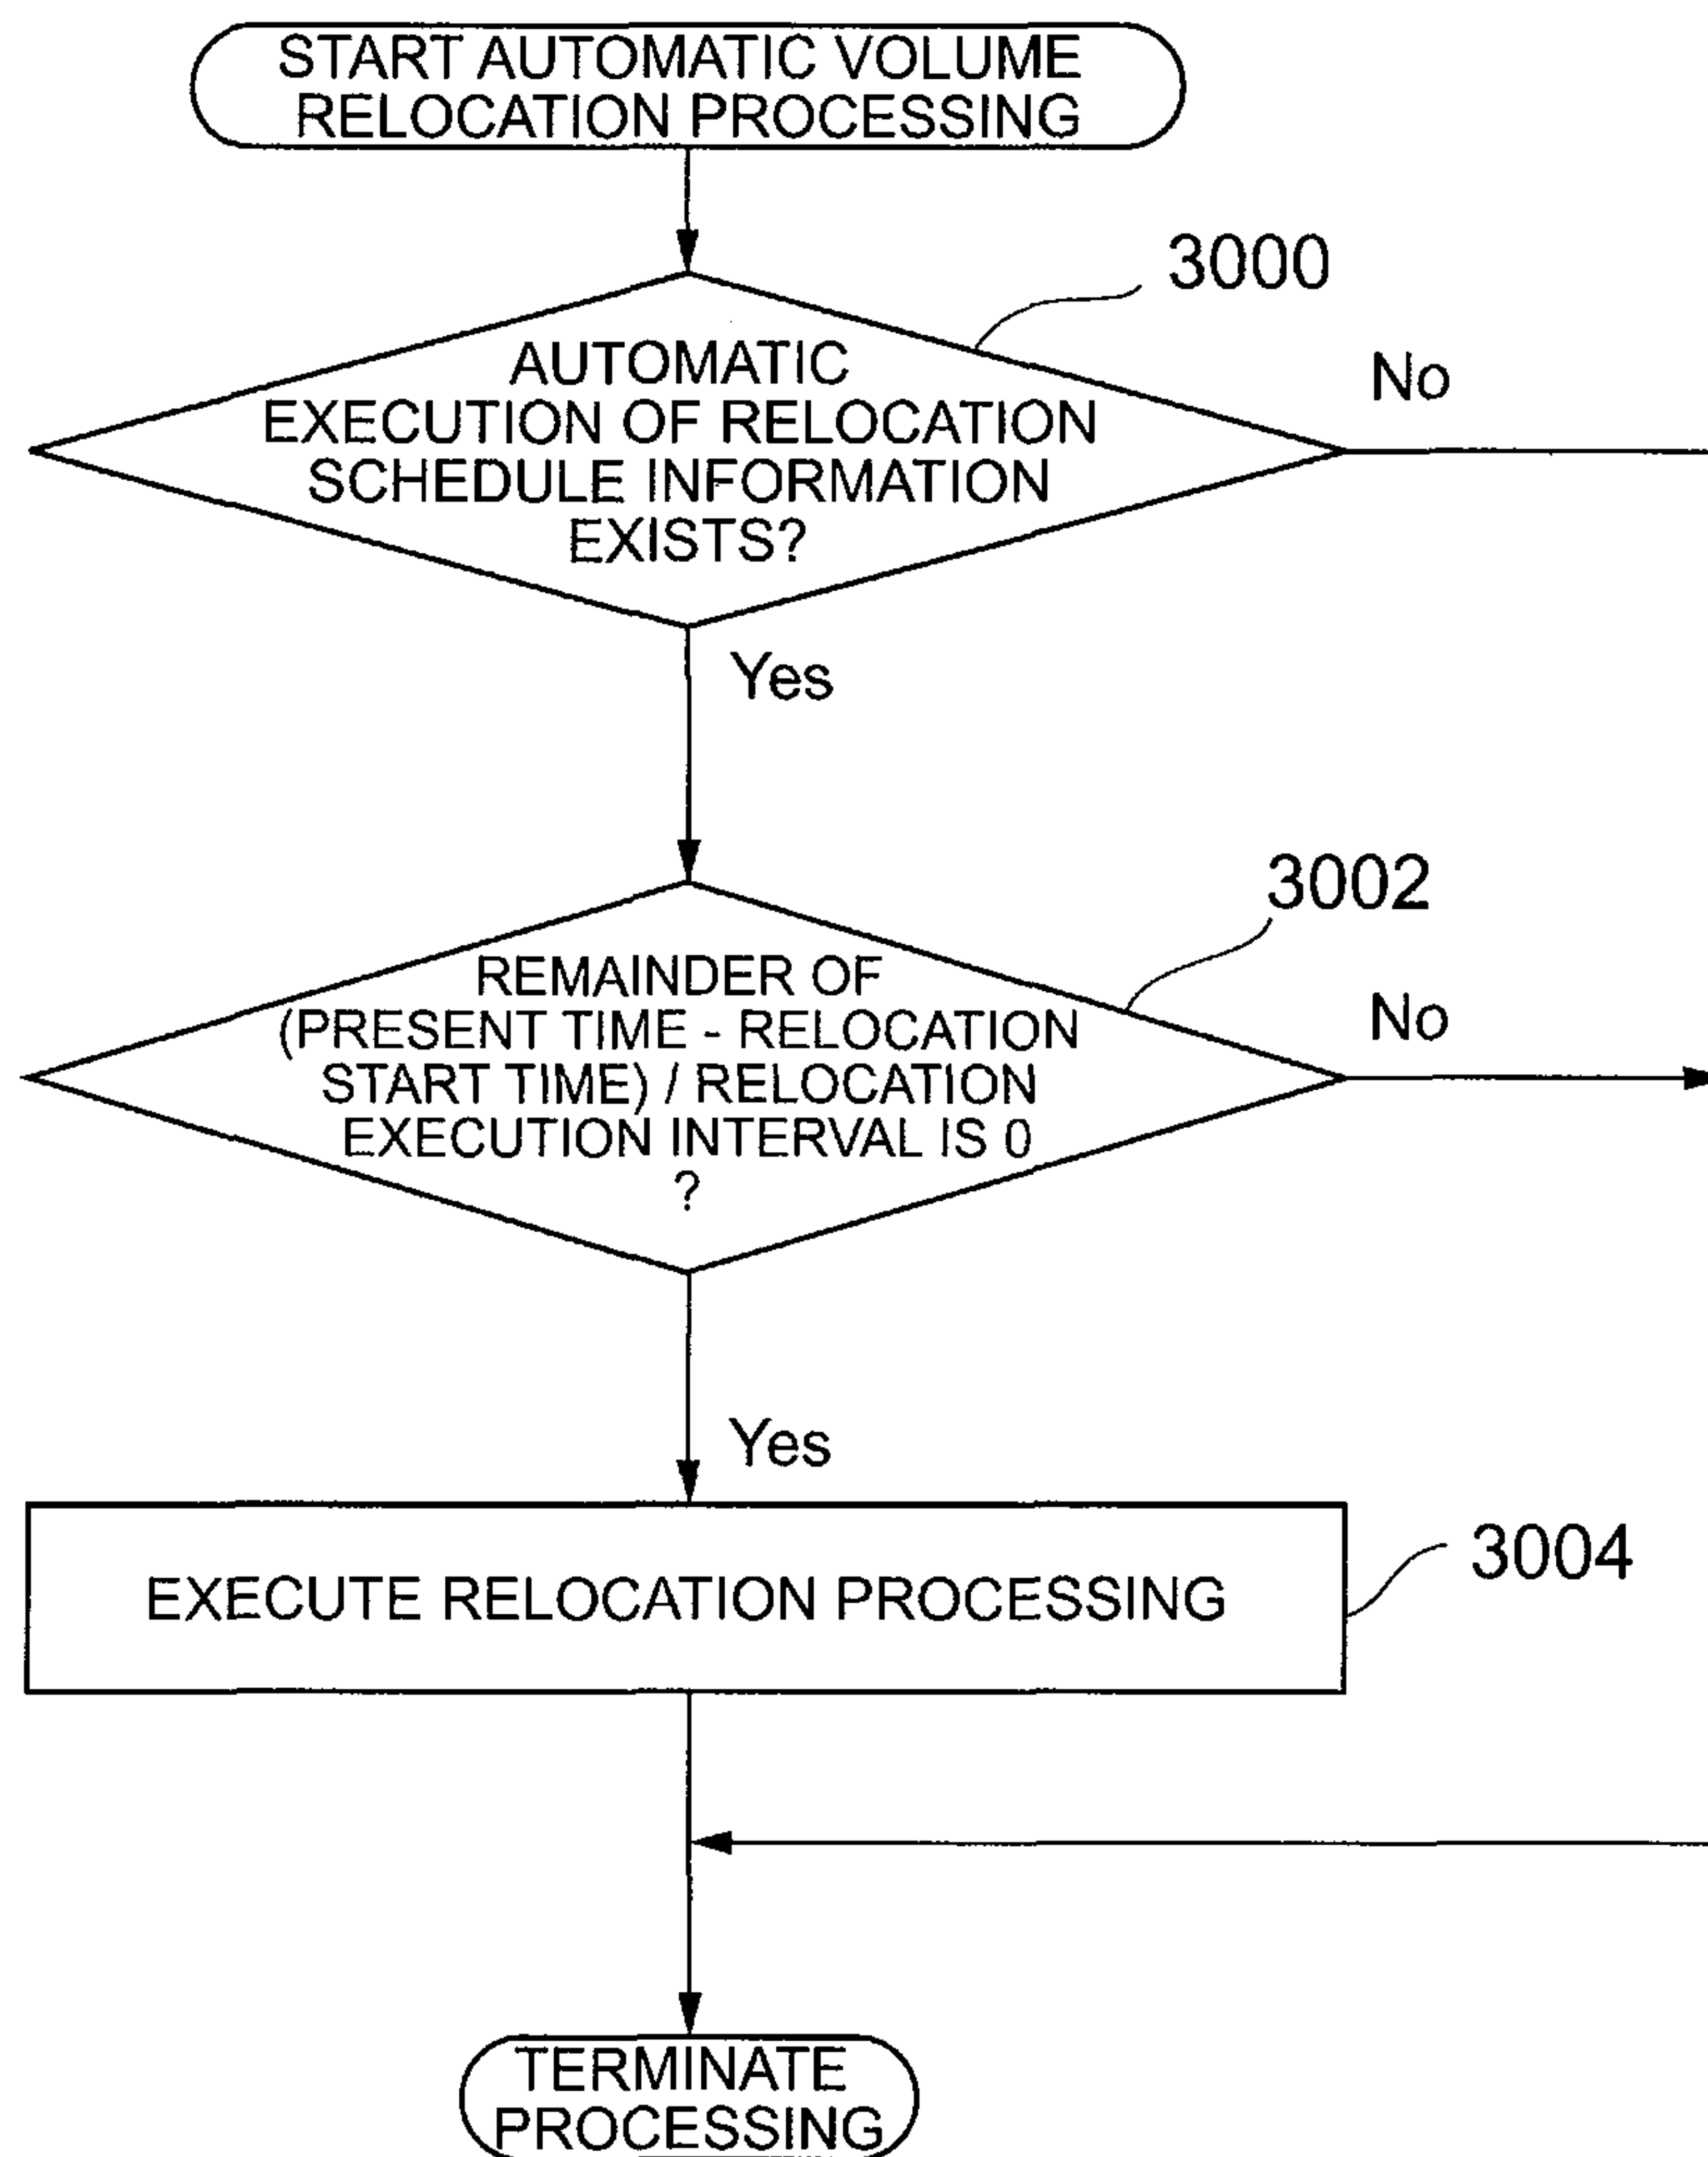 START AUTOMATIC VOLUME
RELOCATION PROCESSING
3000
AUTOMATIC
EXECUTION OF RELOCATION
SCHEDULE INFORMATION
EXISTS?
No
Yes
3002
REMAINDER OF
(PRESENT TIME - RELOCATION
START TIME) / RELOCATION
EXECUTION INTERVAL IS 0
?
No
Yes
EXECUTE RELOCATION PROCESSING
3004
TERMINATE
PROCESSING